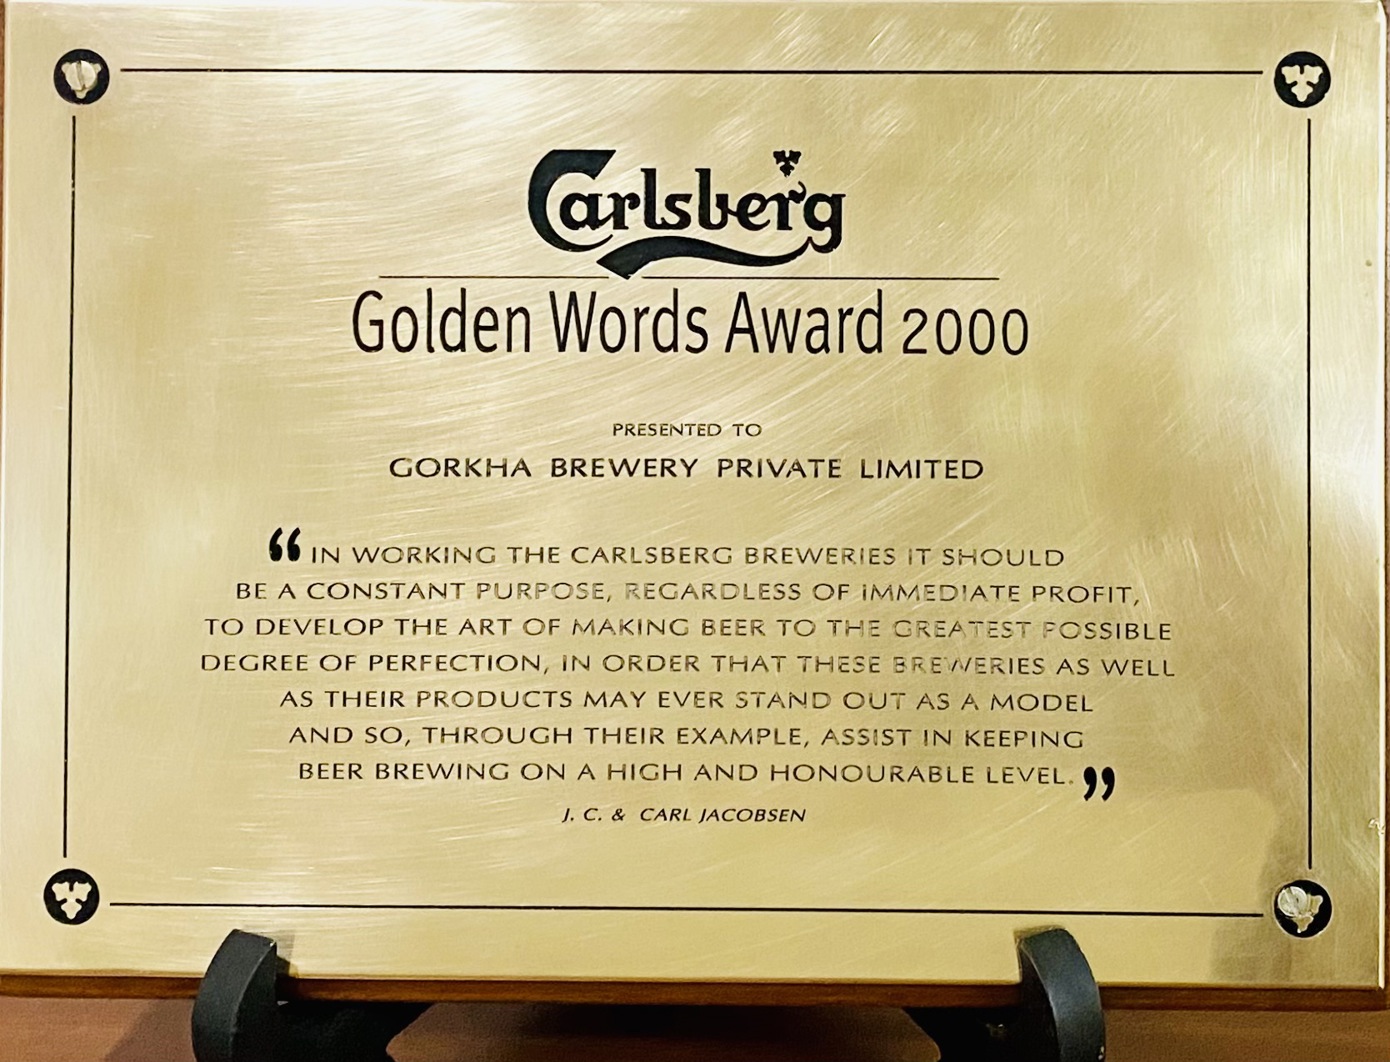 Carlsberg
Golden Words Award 2000
PRESENTED TO
GORKHA BREWERY PRIVATE LIMITED
“IN WORKING THE CARLSBERG BREWERIES IT SHOULD
BE A CONSTANT PURPOSE, REGARDLESS OF IMMEDIATE PROFIT,
TO DEVELOP THE ART OF MAKING BEER TO THE GREATEST POSSIBLE
DEGREE OF PERFECTION, IN ORDER THAT THESE BREWERIES AS WELL
AS THEIR PRODUCTS MAY EVER STAND OUT AS A MODEL
AND SO, THROUGH THEIR EXAMPLE, ASSIST IN KEEPING
BEER BREWING ON A HIGH AND HONOURABLE LEVEL.”
J. C. & CARL JACOBSEN